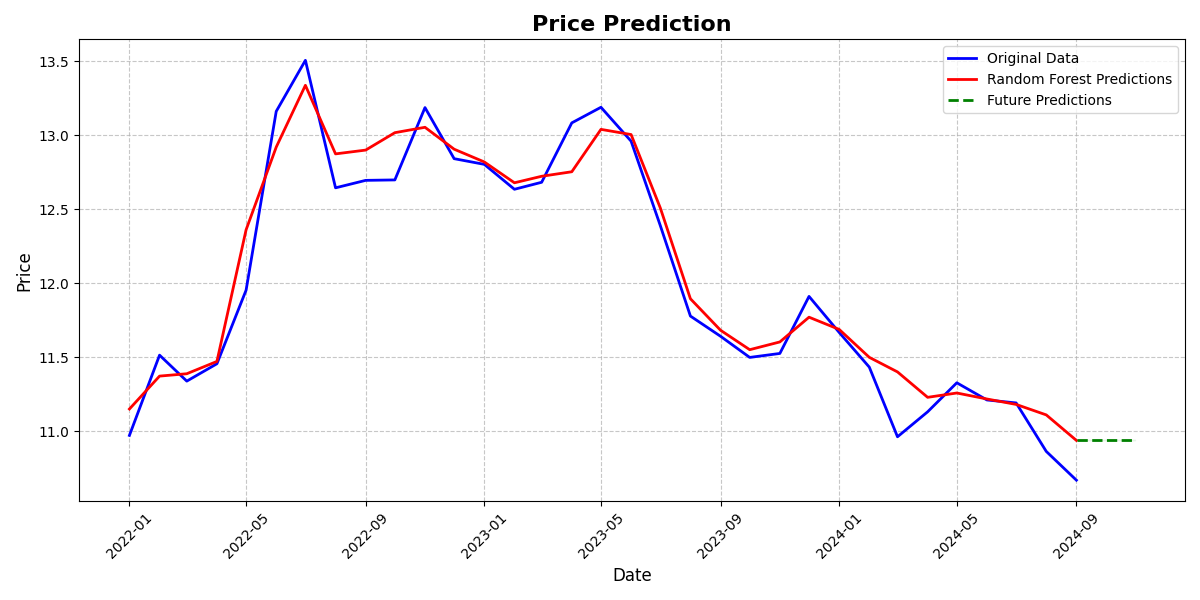 Price Prediction
Original Data
Random Forest Predictions
Future Predictions
Price
13.5
13.0
12.5
12.0
11.5
11.0
2022-01
2022-05
2022-09
2023-01
2023-05
2023-09
2024-01
2024-05
2024-09
Date